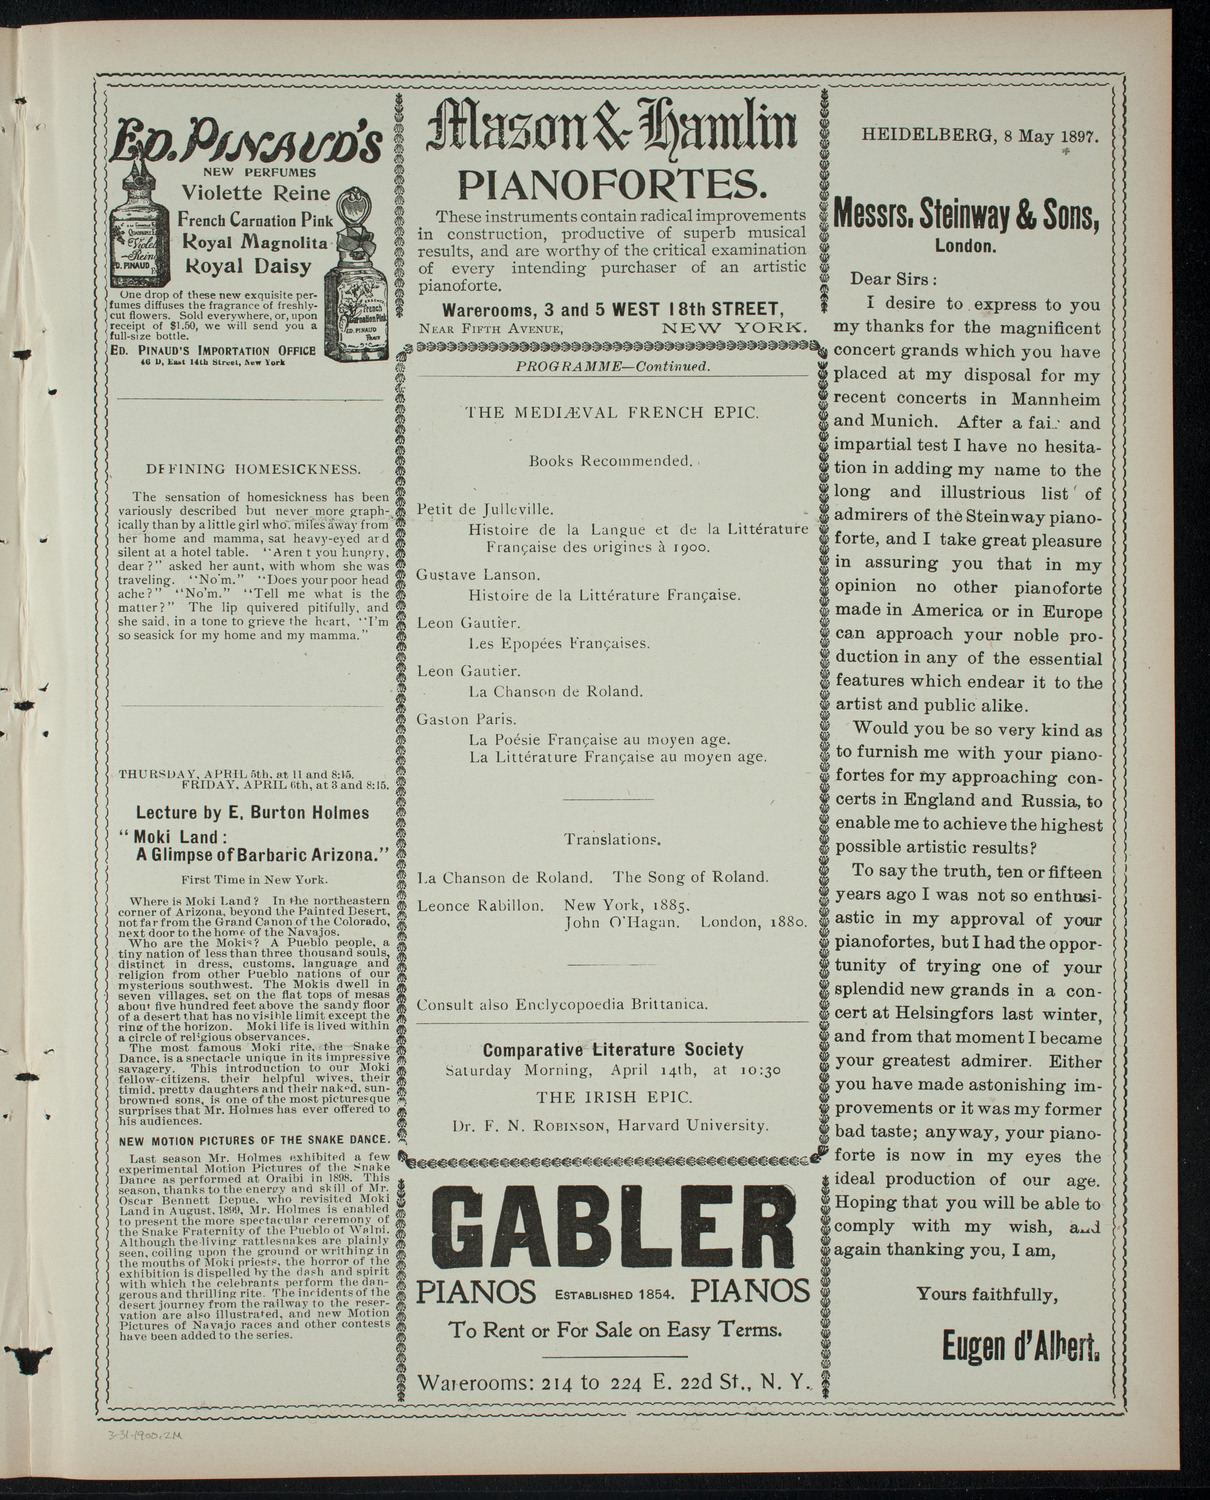 ED. PINAUD'S
NEW PERFUMES
Violette Reine
French Carnation Pink
Royal Magnolita
Royal Daisy
One drop of these new exquisite per-
fumes diffuses the fragrance of freshly-
cut flowers. Sold everywhere, or, upon
receipt of $1.50, we will send you a
full-size bottle.
ED. PINAUD'S IMPORTATION OFFICE
46 D, East 14th Street, New York
DEFINING HOMESICKNESS.
The sensation of homesickness has been
variously described but never more graph-
ically than by a little girl who, miles away from
her home and mamma, sat heavy-eyed and
silent at a hotel table. "Aren t you hungry,
dear?" asked her aunt, with whom she was
traveling. "No'm." "Does your poor head
ache?" "No'm." "Tell me what is the
matter?" The lip quivered pitifully, and
she said, in a tone to grieve the heart, "I'm
so seasick for my home and my mamma."
THURSDAY, APRIL 5th, at 11 and 8:15.
FRIDAY, APRIL 6th, at 3 and 8:15.
Lecture by E. Burton Holmes
"Moki Land:
A Glimpse of Barbaric Arizona."
First Time in New York.
Where is Moki Land? In the northeastern
corner of Arizona, beyond the Painted Desert,
not far from the Grand Canon of the Colorado,
next door to the home of the Navajos.
Who are the Mokis? A Pueblo people, a
tiny nation of less than three thousand souls,
distinct in dress, customs, language and
religion from other Pueblo nations of our
mysterious southwest. The Mokis dwell in
seven villages, set on the flat tops of mesas
about five hundred feet above the sandy floor
of a desert that has no visible limit except the
ring of the horizon. Moki life is lived within
a circle of religious observances.
The most famous Moki rite, the Snake
Dance, is a spectacle unique in its impressive
savagery. This introduction to our Moki
fellow-citizens, their helpful wives, their
timid, pretty daughters and their naked, sun-
browned sons, is one of the most picturesque
surprises that Mr. Holmes has ever offered to
his audiences.
NEW MOTION PICTURES OF THE SNAKE DANCE.
Last season Mr. Holmes exhibited a few
experimental Motion Pictures of the Snake
Dance as performed at Oraibi in 1898. This
season, thanks to the energy and skill of Mr.
Oscar Bennett Depue, who revisited Moki
Land in August, 1899, Mr. Holmes is enabled
to present the more spectacular ceremony of
the Snake Fraternity of the Pueblo of Walpi.
Although the living rattlesnakes are plainly
seen, coiling upon the ground or writhing in
the mouths of Moki priests, the horror of the
exhibition is dispelled by the dash and spirit
with which the celebrants perform the dan-
gerous and thrilling rite. The incidents of the
desert journey from the railway to the reser-
vation are also illustrated, and new Motion
Pictures of Navajo races and other contests
have been added to the series.
Mason & Hamlin
PIANOFORTES.
These instruments contain radical improvements
in construction, productive of superb musical
results, and are worthy of the critical examination
of every intending purchaser of an artistic
pianoforte.
Warerooms, 3 and 5 WEST 18th STREET,
NEAR FIFTH AVENUE, NEW YORK.
PROGRAMME—Continued.
THE MEDIÆVAL FRENCH EPIC.
Books Recommended.
Petit de Julleville.
Histoire de la Langue et de la Littérature
Française des origines à 1900.
Gustave Lanson.
Histoire de la Littérature Française.
Leon Gautier.
Les Epopées Françaises.
Leon Gautier.
La Chanson de Roland.
Gaston Paris.
La Poésie Française au moyen age.
La Littérature Française au moyen age.
Translations.
La Chanson de Roland. The Song of Roland.
Leonce Rabillon. New York, 1885.
John O'Hagan. London, 1880.
Consult also Enclycopoedia Brittanica.
Comparative Literature Society
Saturday Morning, April 14th, at 10:30
THE IRISH EPIC.
Dr. F. N. ROBINSON, Harvard University.
GABLER
PIANOS ESTABLISHED 1854. PIANOS
To Rent or For Sale on Easy Terms.
Warerooms: 214 to 224 E. 22d St., N. Y.
HEIDELBERG, 8 May 1897.
Messrs. Steinway & Sons,
London.
Dear Sirs:
I desire to express to you
my thanks for the magnificent
concert grands which you have
placed at my disposal for my
recent concerts in Mannheim
and Munich. After a fair and
impartial test I have no hesita-
tion in adding my name to the
long and illustrious list of
admirers of the Steinway piano-
forte, and I take great pleasure
in assuring you that in my
opinion no other pianoforte
made in America or in Europe
can approach your noble pro-
duction in any of the essential
features which endear it to the
artist and public alike.
Would you be so very kind as
to furnish me with your piano-
fortes for my approaching con-
certs in England and Russia, to
enable me to achieve the highest
possible artistic results?
To say the truth, ten or fifteen
years ago I was not so enthusi-
astic in my approval of your
pianofortes, but I had the oppor-
tunity of trying one of your
splendid new grands in a con-
cert at Helsingfors last winter,
and from that moment I became
your greatest admirer. Either
you have made astonishing im-
provements or it was my former
bad taste; anyway, your piano-
forte is now in my eyes the
ideal production of our age.
Hoping that you will be able to
comply with my wish, and
again thanking you, I am,
Yours faithfully,
Eugen d'Albert.
3-31-1900.2M